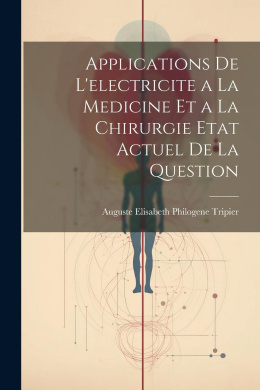 Applications De
L'electricite a La
Medicine Et a La
Chirurgie Etat
Actuel De La
Question
Auguste Elisabeth Philogene Tripier